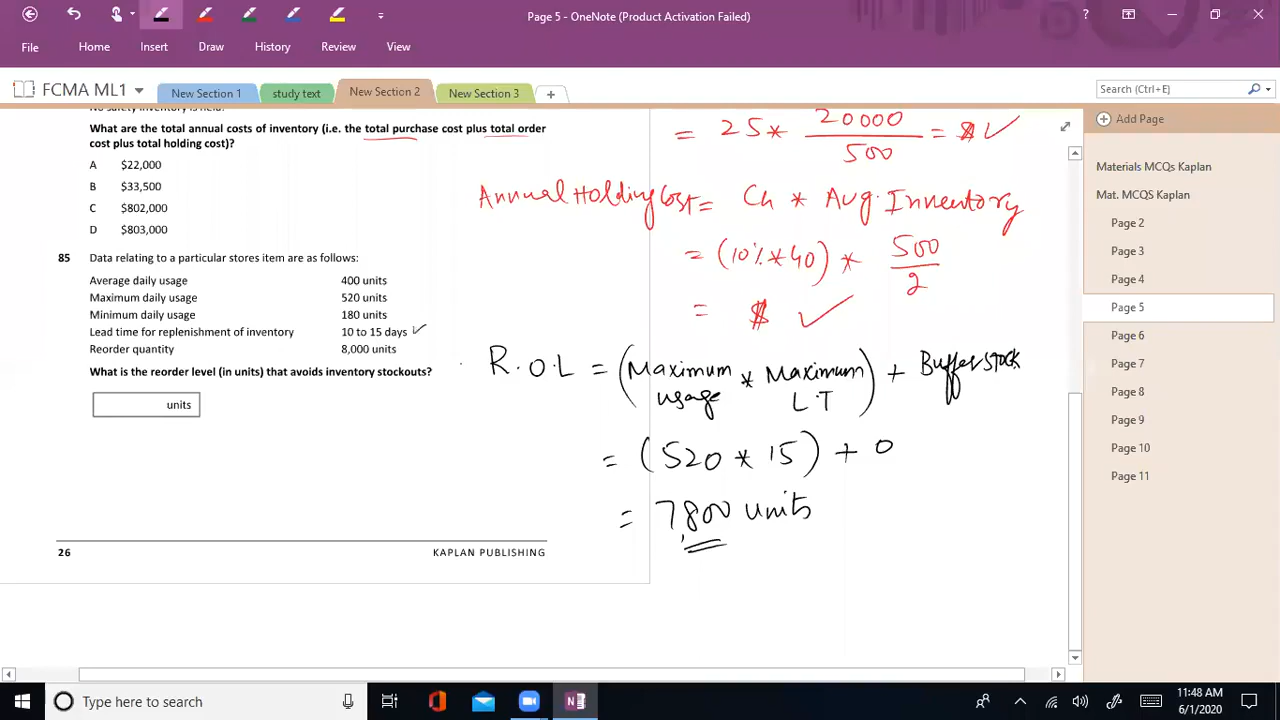 Page 5 - OneNote (Product Activation Failed)
?
File
Home
Insert
Draw
History
Review
View
FCMA ML1
New Section 1
study text
New Section 2
New Section 3
Search (Ctrl+E)
No safety inventory is held.
What are the total annual costs of inventory (i.e. the total purchase cost plus total order
cost plus total holding cost)?
A $22,000
B $33,500
C $802,000
D $803,000
85 Data relating to a particular stores item are as follows:
Average daily usage 400 units
Maximum daily usage 520 units
Minimum daily usage 180 units
Lead time for replenishment of inventory 10 to 15 days ✓
Reorder quantity 8,000 units
What is the reorder level (in units) that avoids inventory stockouts?
units
26 KAPLAN PUBLISHING
= 25 * 20000 / 500 = $ ✓
Annual Holding Cost = Ch * Avg. Inventory
= (10% * 40) * 500 / 2
= $ ✓
R.O.L = (Maximum usage * Maximum L.T) + Buffer stock
= (520 * 15) + 0
= 7,800 units
Add Page
Materials MCQs Kaplan
Mat. MCQS Kaplan
Page 2
Page 3
Page 4
Page 5
Page 6
Page 7
Page 8
Page 9
Page 10
Page 11
Type here to search
11:48 AM
6/1/2020